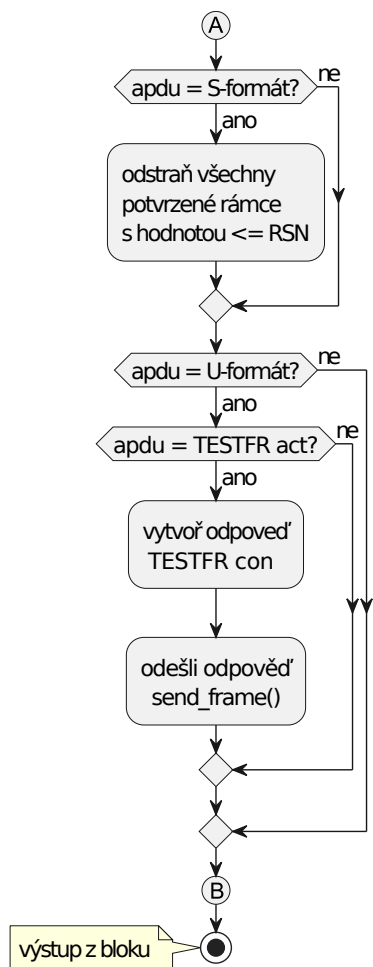 A
apdu = S-formát?
ne
ano
odstraň všechny
potvrzené rámce
s hodnotou <= RSN
apdu = U-formát?
ne
ano
apdu = TESTFR act?
ne
ano
vytvoř odpoveď
TESTFR con
odešli odpověď
send_frame()
B
výstup z bloku